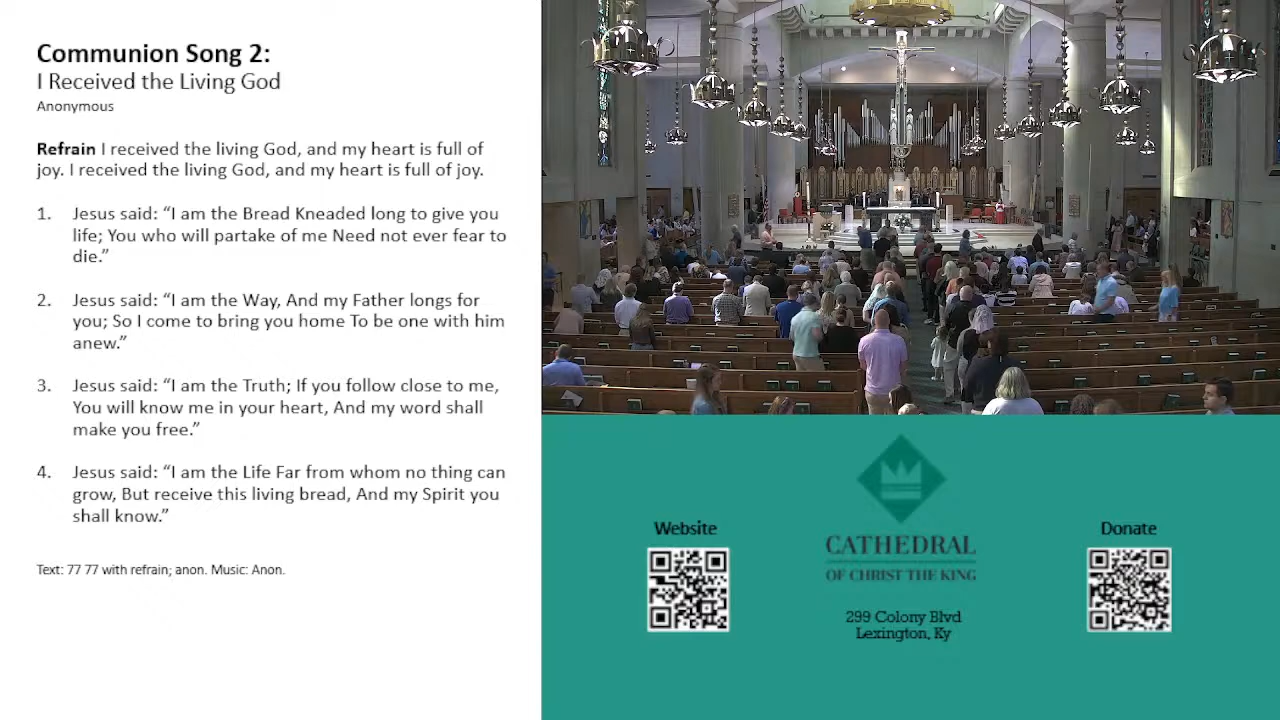 Communion Song 2:
I Received the Living God
Anonymous
Refrain I received the living God, and my heart is full of
joy. I received the living God, and my heart is full of joy.
1. Jesus said: “I am the Bread Kneaded long to give you
life; You who will partake of me Need not ever fear to
die.”
2. Jesus said: “I am the Way, And my Father longs for
you; So I come to bring you home To be one with him
anew.”
3. Jesus said: “I am the Truth; If you follow close to me,
You will know me in your heart, And my word shall
make you free.”
4. Jesus said: “I am the Life Far from whom no thing can
grow, But receive this living bread, And my Spirit you
shall know.”
Text: 77 77 with refrain; anon. Music: Anon.
Website
CATHEDRAL
OF CHRIST THE KING
299 Colony Blvd
Lexington, Ky
Donate